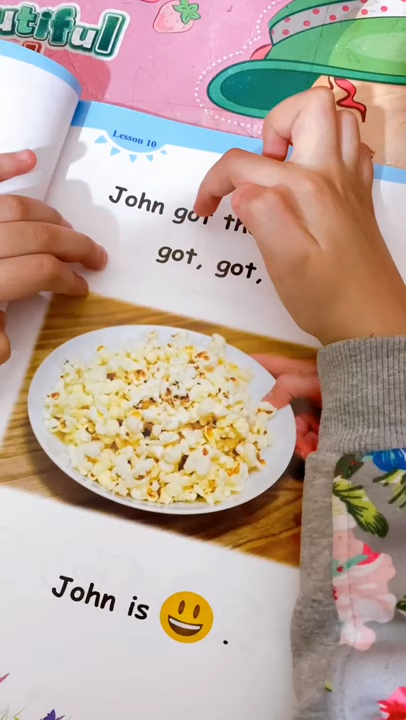 utiful
Lesson 10
John got
got, got,
John is 😃 .